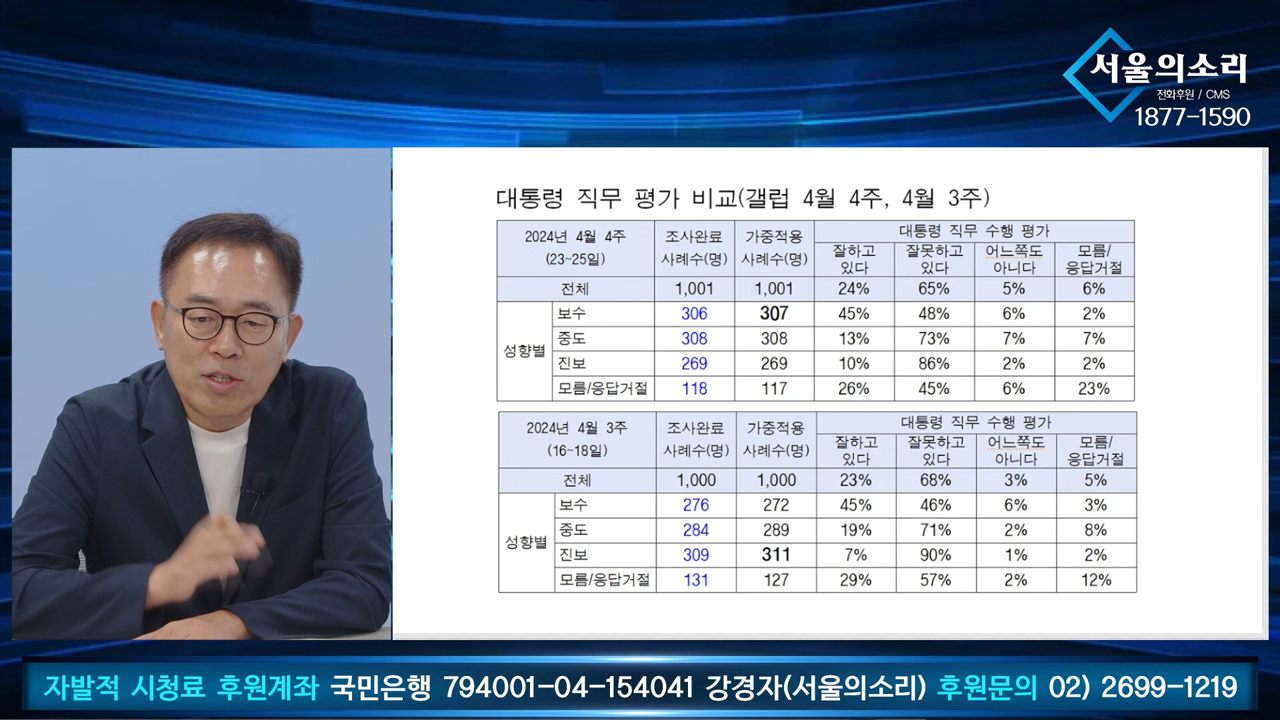 서울의소리
전화후원 / CMS
1877-1590
대통령 직무 평가 비교(갤럽 4월 4주, 4월 3주)
2024년 4월 4주 (23~25일) 조사완료 사례수(명) 가중적용 사례수(명) 대통령 직무 수행 평가
잘하고 있다 잘못하고 있다 어느쪽도 아니다 모름/응답거절
전체 1,001 1,001 24% 65% 5% 6%
성향별
보수 306 307 45% 48% 6% 2%
중도 308 308 13% 73% 7% 7%
진보 269 269 10% 86% 2% 2%
모름/응답거절 118 117 26% 45% 6% 23%
2024년 4월 3주 (16~18일) 조사완료 사례수(명) 가중적용 사례수(명) 대통령 직무 수행 평가
잘하고 있다 잘못하고 있다 어느쪽도 아니다 모름/응답거절
전체 1,000 1,000 23% 68% 3% 5%
성향별
보수 276 272 45% 46% 6% 3%
중도 284 289 19% 71% 2% 8%
진보 309 311 7% 90% 1% 2%
모름/응답거절 131 127 29% 57% 2% 12%
자발적 시청료 후원계좌 국민은행 794001-04-154041 강경자(서울의소리) 후원문의 02) 2699-1219